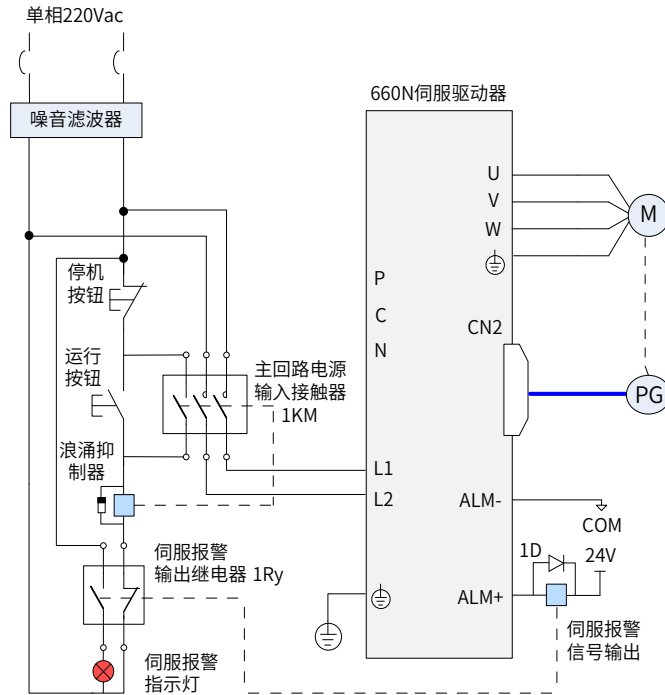 单相220Vac
噪音滤波器
停机
按钮
运行
按钮
浪涌抑
制器
主回路电源
输入接触器
1KM
伺服报警
输出继电器 1Ry
伺服报警
指示灯
660N伺服驱动器
U
V
W
P
C
N
CN2
L1
L2
ALM-
ALM+
M
PG
COM
1D
24V
伺服报警
信号输出